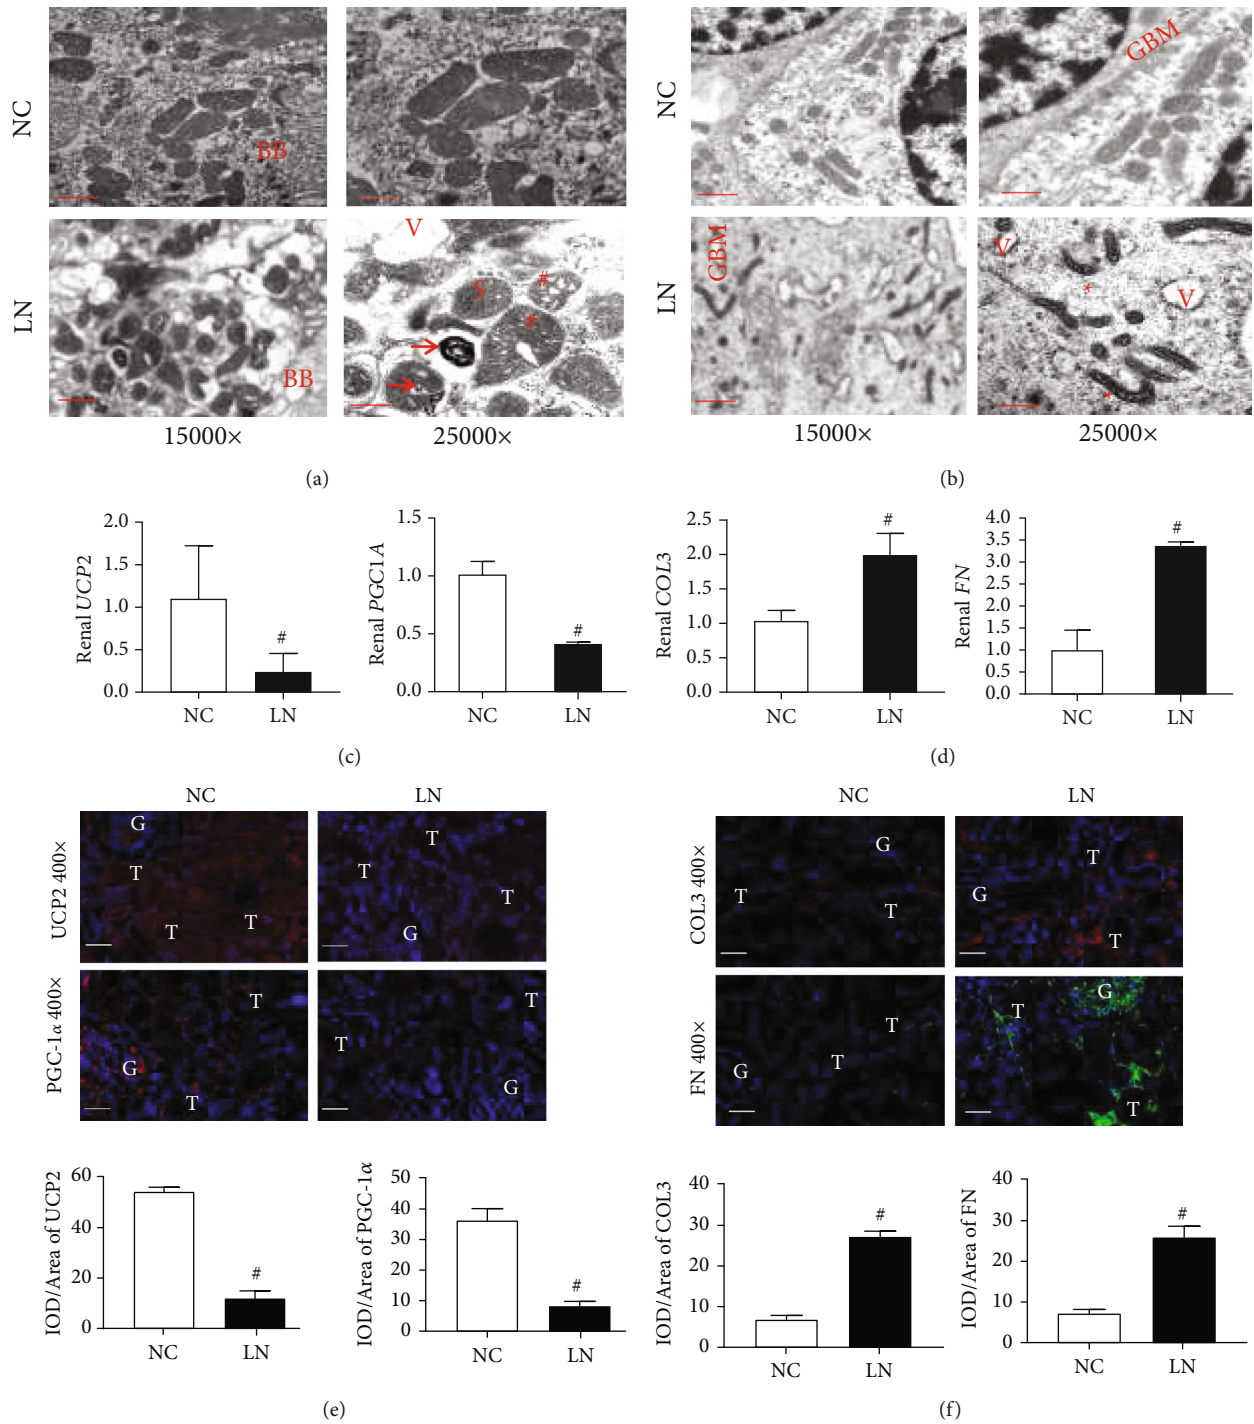 NC
BB
LN
BB
V
S
#
#
15000×
25000×
(a)
NC
GBM
LN
GBM
V
V
*
*
15000×
25000×
(b)
Renal UCP2
2.0
1.5
1.0
0.5
0.0
#
NC
LN
Renal PGC1A
1.5
1.0
0.5
0.0
#
NC
LN
(c)
Renal COL3
2.5
2.0
1.5
1.0
0.5
0.0
#
NC
LN
Renal FN
4.0
3.5
3.0
1.5
1.0
0.5
0.0
#
NC
LN
(d)
NC
LN
UCP2 400×
G
T
T
T
T
T
T
G
PGC-1α 400×
T
G
T
T
T
G
IOD/Area of UCP2
60
40
20
0
#
NC
LN
IOD/Area of PGC-1α
50
40
30
20
10
0
#
NC
LN
(e)
NC
LN
COL3 400×
G
T
T
T
G
T
FN 400×
T
T
G
G
T
T
IOD/Area of COL3
40
30
20
10
0
#
NC
LN
IOD/Area of FN
40
30
20
10
0
#
NC
LN
(f)